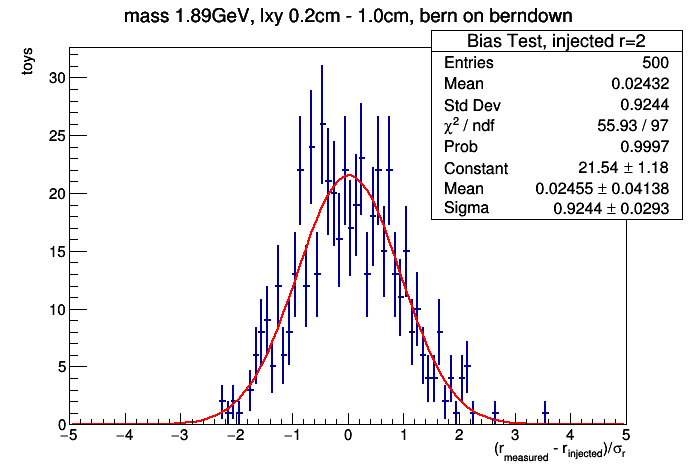 mass 1.89GeV, lxy 0.2cm - 1.0cm, bern on berndown
Bias Test, injected r=2
Entries 500
Mean 0.02432
Std Dev 0.9244
χ² / ndf 55.93 / 97
Prob 0.9997
Constant 21.54 ± 1.18
Mean 0.02455 ± 0.04138
Sigma 0.9244 ± 0.0293
toys
30
25
20
15
10
5
0
−5 −4 −3 −2 −1 0 1 2 3 4 5
(r_measured - r_injected)/σ_r